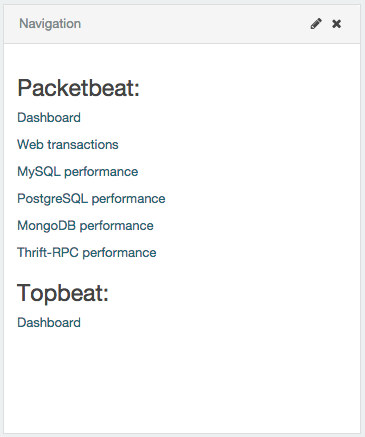 Navigation
Packetbeat:
Dashboard
Web transactions
MySQL performance
PostgreSQL performance
MongoDB performance
Thrift-RPC performance
Topbeat:
Dashboard